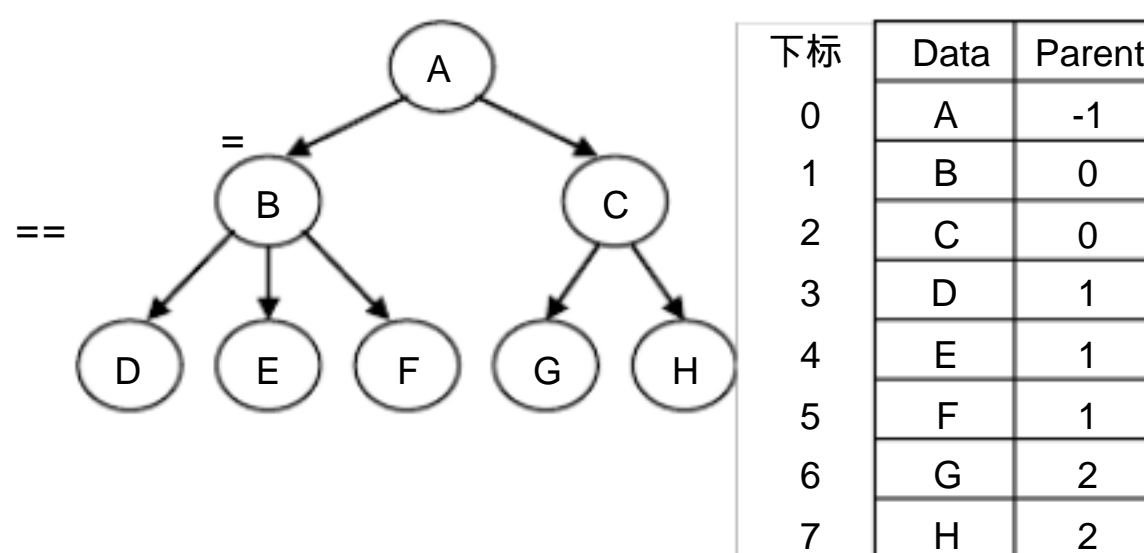 A
=
B
C
==
D E F G H
下标 Data Parent
0 A -1
1 B 0
2 C 0
3 D 1
4 E 1
5 F 1
6 G 2
7 H 2